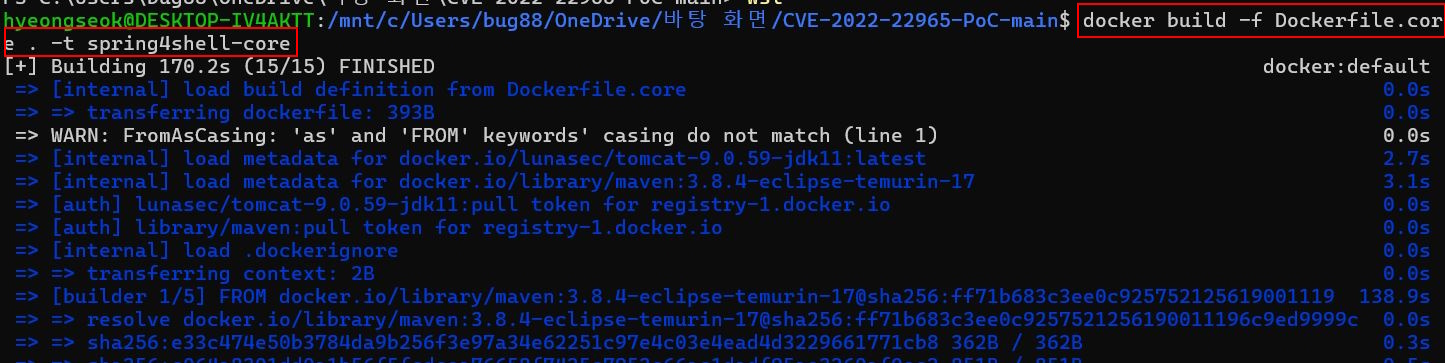 hyeongseok@DESKTOP-IV4AKTT:/mnt/c/Users/bug88/OneDrive/바탕 화면/CVE-2022-22965-PoC-main$ docker build -f Dockerfile.cor
e . -t spring4shell-core
[+] Building 170.2s (15/15) FINISHED docker:default
=> [internal] load build definition from Dockerfile.core 0.0s
=> => transferring dockerfile: 393B 0.0s
=> WARN: FromAsCasing: 'as' and 'FROM' keywords' casing do not match (line 1) 0.0s
=> [internal] load metadata for docker.io/lunasec/tomcat-9.0.59-jdk11:latest 2.7s
=> [internal] load metadata for docker.io/library/maven:3.8.4-eclipse-temurin-17 3.1s
=> [auth] lunasec/tomcat-9.0.59-jdk11:pull token for registry-1.docker.io 0.0s
=> [auth] library/maven:pull token for registry-1.docker.io 0.0s
=> [internal] load .dockerignore 0.0s
=> => transferring context: 2B 0.0s
=> [builder 1/5] FROM docker.io/library/maven:3.8.4-eclipse-temurin-17@sha256:ff71b683c3ee0c925752125619001119 138.9s
=> => resolve docker.io/library/maven:3.8.4-eclipse-temurin-17@sha256:ff71b683c3ee0c9257521256190011196c9ed9999c 0.0s
=> => sha256:e33c474e50b3784da9b256f3e97a34e62251c97e4c03e4ead4d3229661771cb8 362B / 362B 0.3s